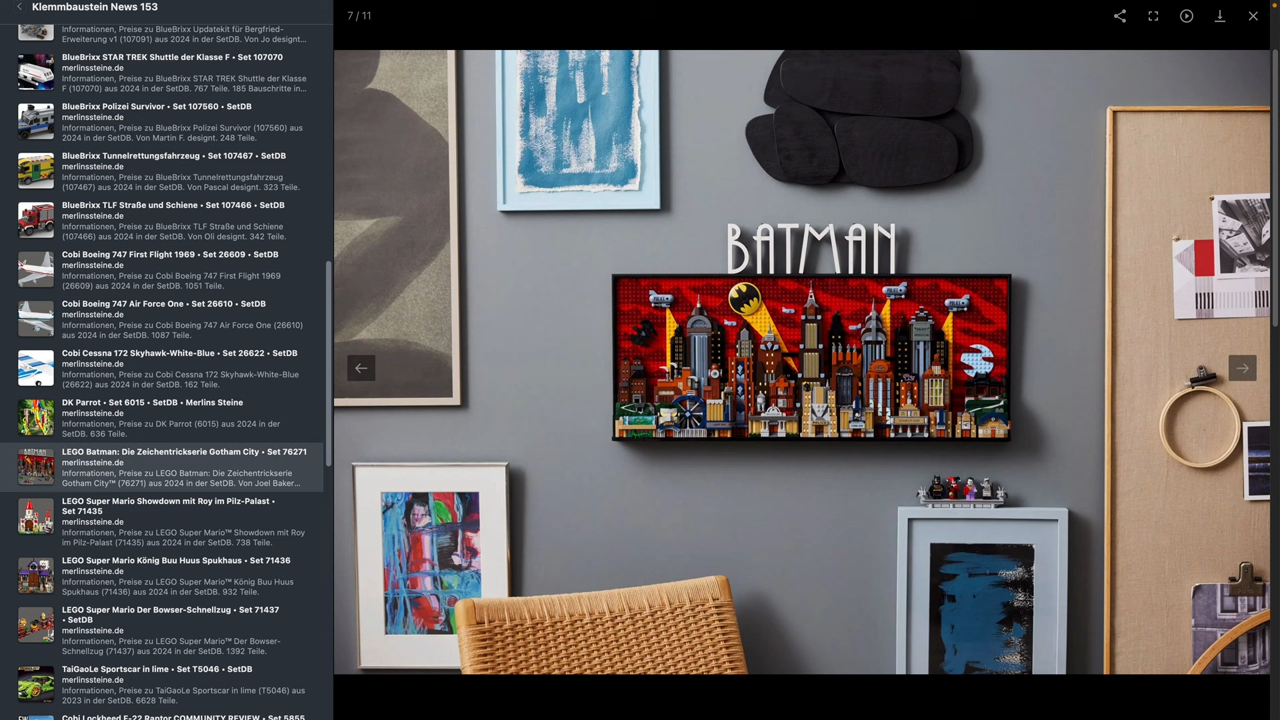 Klemmbaustein News 153
7 / 11
Informationen, Preise zu BlueBrixx Updatekit für Bergfried-
Erweiterung v1 (107091) aus 2024 in der SetDB. Von Jo designt...
BlueBrixx STAR TREK Shuttle der Klasse F • Set 107070
merlinssteine.de
Informationen, Preise zu BlueBrixx STAR TREK Shuttle der Klasse
F (107070) aus 2024 in der SetDB. 767 Teile. 185 Bauschritte in...
BlueBrixx Polizei Survivor • Set 107560 • SetDB
merlinssteine.de
Informationen, Preise zu BlueBrixx Polizei Survivor (107560) aus
2024 in der SetDB. Von Martin F. designt. 248 Teile.
BlueBrixx Tunnelrettungsfahrzeug • Set 107467 • SetDB
merlinssteine.de
Informationen, Preise zu BlueBrixx Tunnelrettungsfahrzeug
(107467) aus 2024 in der SetDB. Von Pascal designt. 323 Teile.
BlueBrixx TLF Straße und Schiene • Set 107466 • SetDB
merlinssteine.de
Informationen, Preise zu BlueBrixx TLF Straße und Schiene
(107466) aus 2024 in der SetDB. Von Oli designt. 342 Teile.
Cobi Boeing 747 First Flight 1969 • Set 26609 • SetDB
merlinssteine.de
Informationen, Preise zu Cobi Boeing 747 First Flight 1969
(26609) aus 2024 in der SetDB. 1051 Teile.
Cobi Boeing 747 Air Force One • Set 26610 • SetDB
merlinssteine.de
Informationen, Preise zu Cobi Boeing 747 Air Force One (26610)
aus 2024 in der SetDB. 1087 Teile.
Cobi Cessna 172 Skyhawk-White-Blue • Set 26622 • SetDB
merlinssteine.de
Informationen, Preise zu Cobi Cessna 172 Skyhawk-White-Blue
(26622) aus 2024 in der SetDB. 162 Teile.
DK Parrot • Set 6015 • SetDB • Merlins Steine
merlinssteine.de
Informationen, Preise zu DK Parrot (6015) aus 2024 in der
SetDB. 636 Teile.
LEGO Batman: Die Zeichentrickserie Gotham City • Set 76271
merlinssteine.de
Informationen, Preise zu LEGO Batman: Die Zeichentrickserie
Gotham City™ (76271) aus 2024 in der SetDB. Von Joel Baker...
LEGO Super Mario Showdown mit Roy im Pilz-Palast •
Set 71435
merlinssteine.de
Informationen, Preise zu LEGO Super Mario™ Showdown mit Roy
im Pilz-Palast (71435) aus 2024 in der SetDB. 738 Teile.
LEGO Super Mario König Buu Huus Spukhaus • Set 71436
merlinssteine.de
Informationen, Preise zu LEGO Super Mario™ König Buu Huus
Spukhaus (71436) aus 2024 in der SetDB. 932 Teile.
LEGO Super Mario Der Bowser-Schnellzug • Set 71437
• SetDB
merlinssteine.de
Informationen, Preise zu LEGO Super Mario™ Der Bowser-
Schnellzug (71437) aus 2024 in der SetDB. 1392 Teile.
TaiGaoLe Sportscar in lime • Set T5046 • SetDB
merlinssteine.de
Informationen, Preise zu TaiGaoLe Sportscar in lime (T5046) aus
2023 in der SetDB. 6628 Teile.
Cobi Lockheed F-22 Raptor COMMUNITY REVIEW • Set 5855
BATMAN
POLICE
POLICE
POLICE